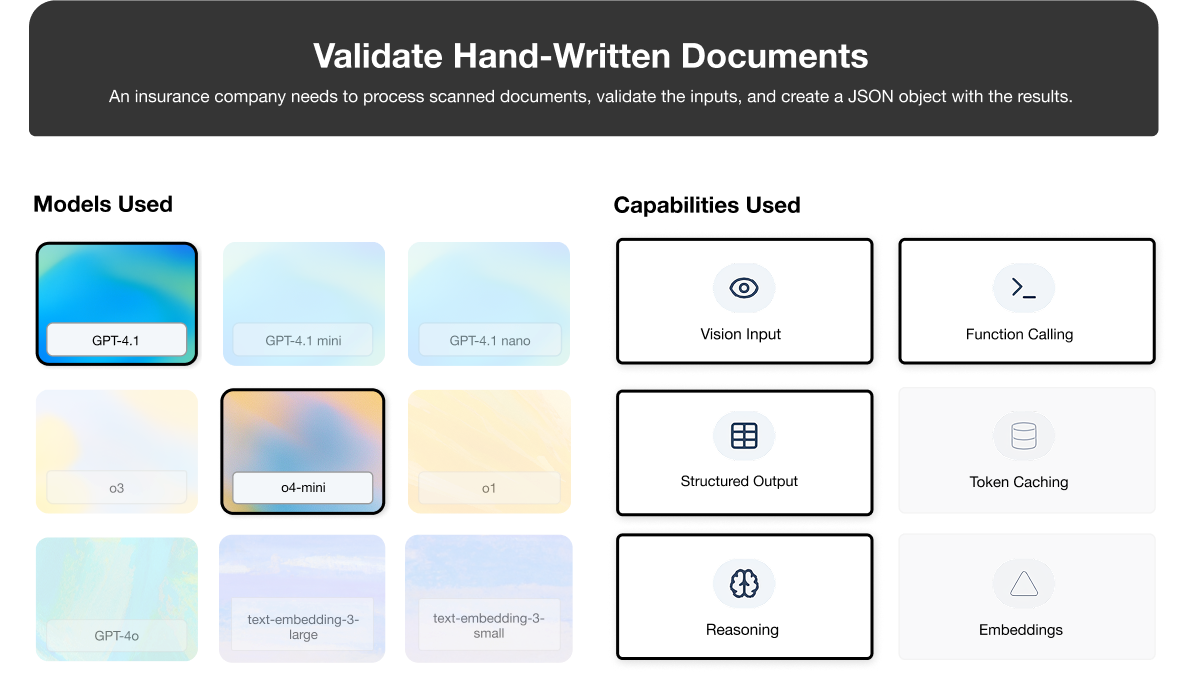 Validate Hand-Written Documents
An insurance company needs to process scanned documents, validate the inputs, and create a JSON object with the results.
Models Used
GPT-4.1
GPT-4.1 mini
GPT-4.1 nano
o3
o4-mini
o1
GPT-4o
text-embedding-3-
large
text-embedding-3-
small
Capabilities Used
Vision Input
Function Calling
Structured Output
Token Caching
Reasoning
Embeddings